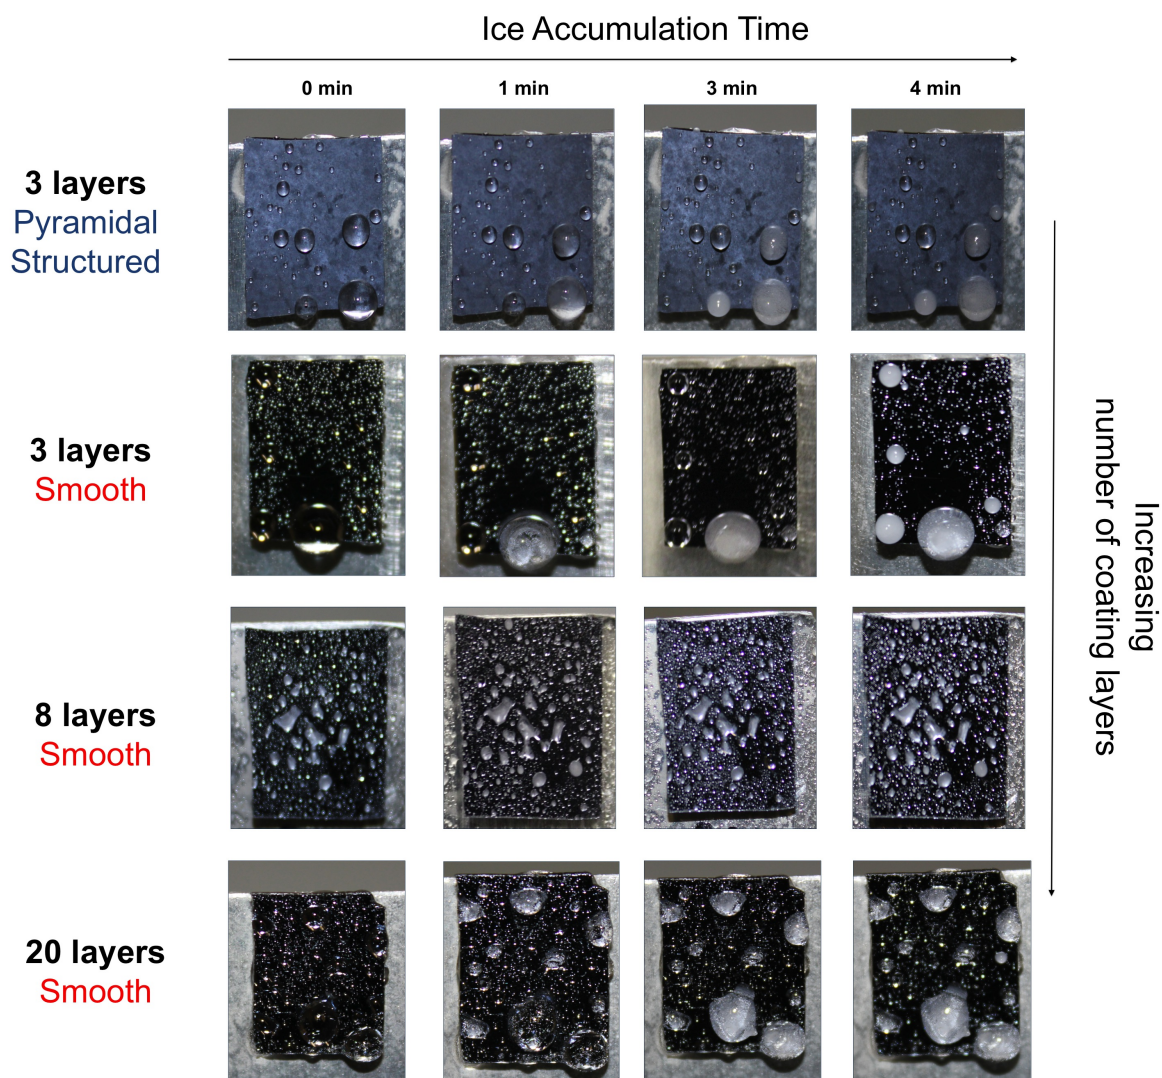 Ice Accumulation Time
0 min
1 min
3 min
4 min
3 layers
Pyramidal
Structured
3 layers
Smooth
8 layers
Smooth
20 layers
Smooth
Increasing
number of coating layers